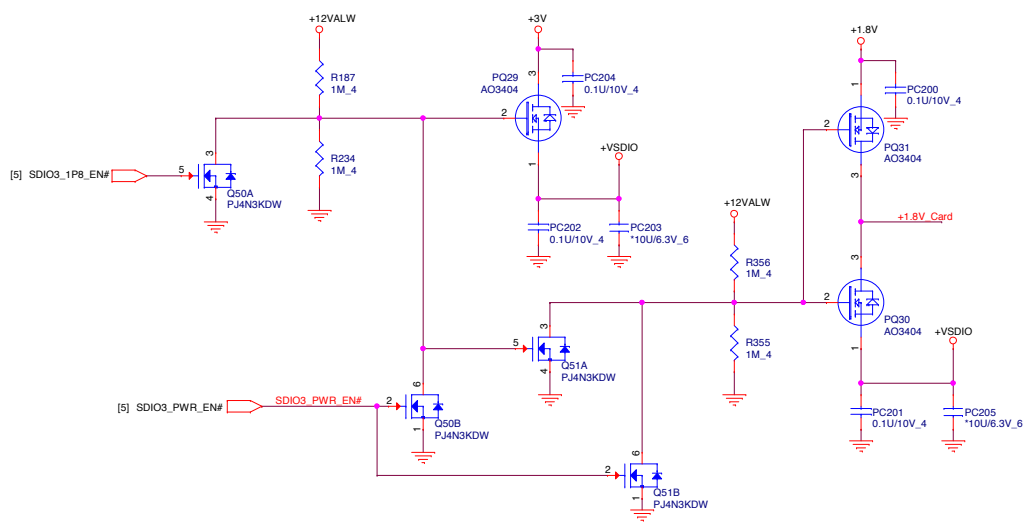 +12VALW
+3V
+1.8V
R187
1M_4
PQ29
AO3404
3
2
1
PC204
0.1U/10V_4
PC200
0.1U/10V_4
1
2
PQ31
AO3404
3
R234
1M_4
[5] SDIO3_1P8_EN#
5
3
4
Q50A
PJ4N3KDW
+VSDIO
PC202
0.1U/10V_4
PC203
*10U/6.3V_6
+12VALW
+1.8V_Card
R356
1M_4
3
2
1
PQ30
AO3404
R355
1M_4
+VSDIO
5
3
4
Q51A
PJ4N3KDW
[5] SDIO3_PWR_EN#
SDIO3_PWR_EN#
2
6
1
Q50B
PJ4N3KDW
PC201
0.1U/10V_4
PC205
*10U/6.3V_6
2
6
1
Q51B
PJ4N3KDW